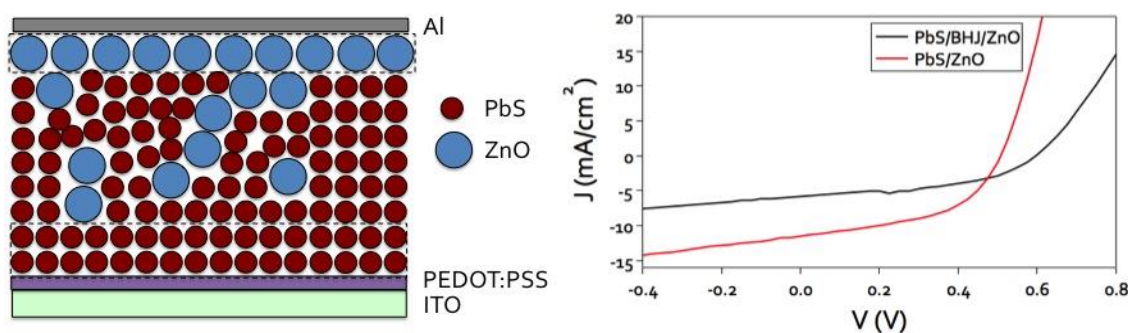 Al
PbS
ZnO
PEDOT:PSS
ITO
20
15
10
5
0
-5
-10
-15
J (mA/cm²)
PbS/BHJ/ZnO
PbS/ZnO
-0.4 -0.2 0.0 0.2 0.4 0.6 0.8
V (V)